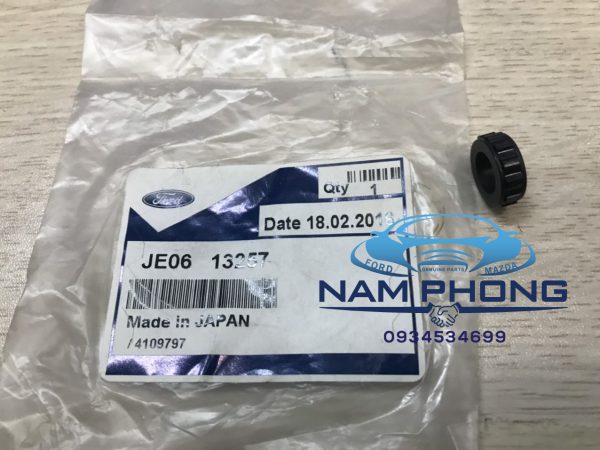 Ford
Qty 1
Date 18.02.2016
JE06 13257
Made in JAPAN
/ 4109797
FORD GENUINE PARTS MAZDA
NAM PHONG
0934534699